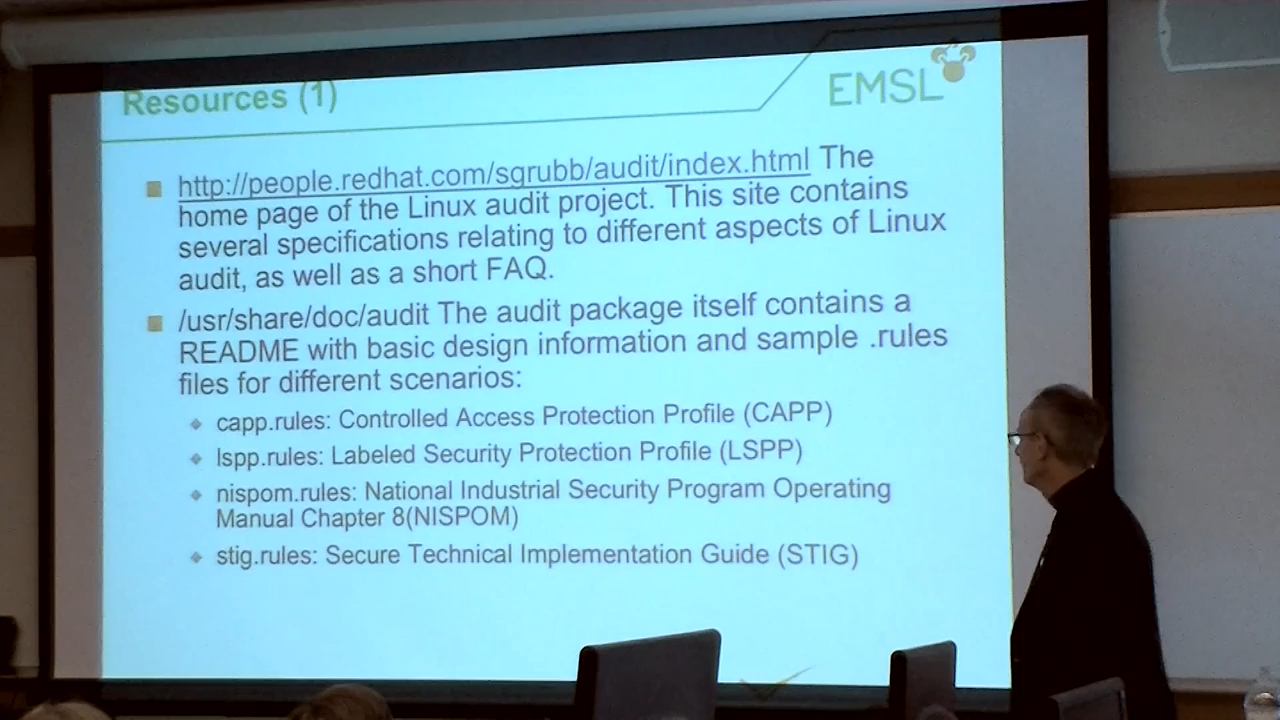 Resources (1)
EMSL
http://people.redhat.com/sgrubb/audit/index.html The
home page of the Linux audit project. This site contains
several specifications relating to different aspects of Linux
audit, as well as a short FAQ.
/usr/share/doc/audit The audit package itself contains a
README with basic design information and sample .rules
files for different scenarios:
capp.rules: Controlled Access Protection Profile (CAPP)
lspp.rules: Labeled Security Protection Profile (LSPP)
nispom.rules: National Industrial Security Program Operating
Manual Chapter 8(NISPOM)
stig.rules: Secure Technical Implementation Guide (STIG)